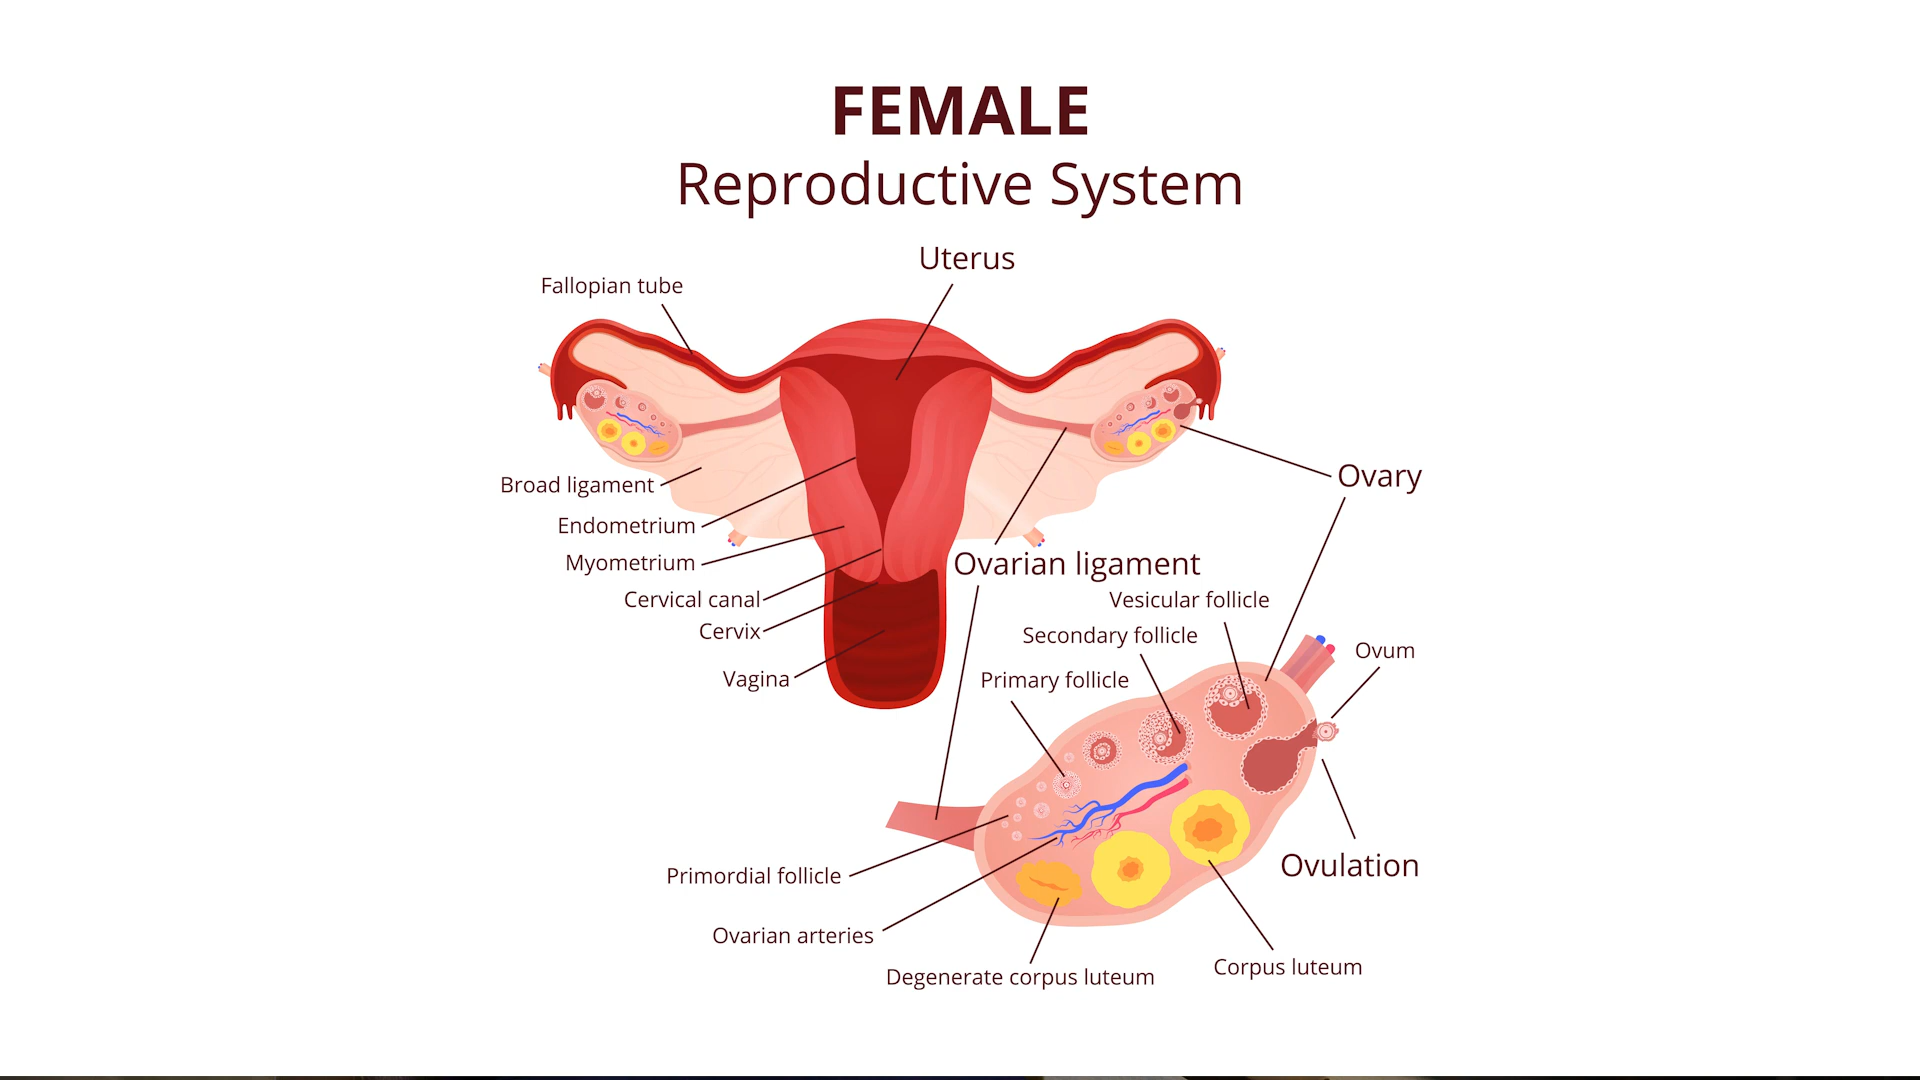 FEMALE
Reproductive System
Uterus
Fallopian tube
Ovary
Broad ligament
Endometrium
Myometrium
Ovarian ligament
Cervical canal
Vesicular follicle
Cervix
Secondary follicle
Ovum
Vagina
Primary follicle
Ovulation
Primordial follicle
Ovarian arteries
Corpus luteum
Degenerate corpus luteum